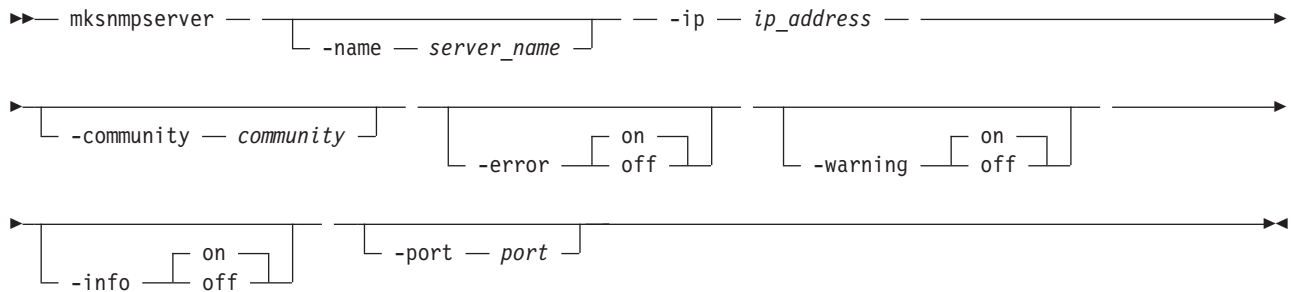 mksnmpserver -ip ip_address
-name server_name
-community community on on
-error off -warning off
on -port port
-info off